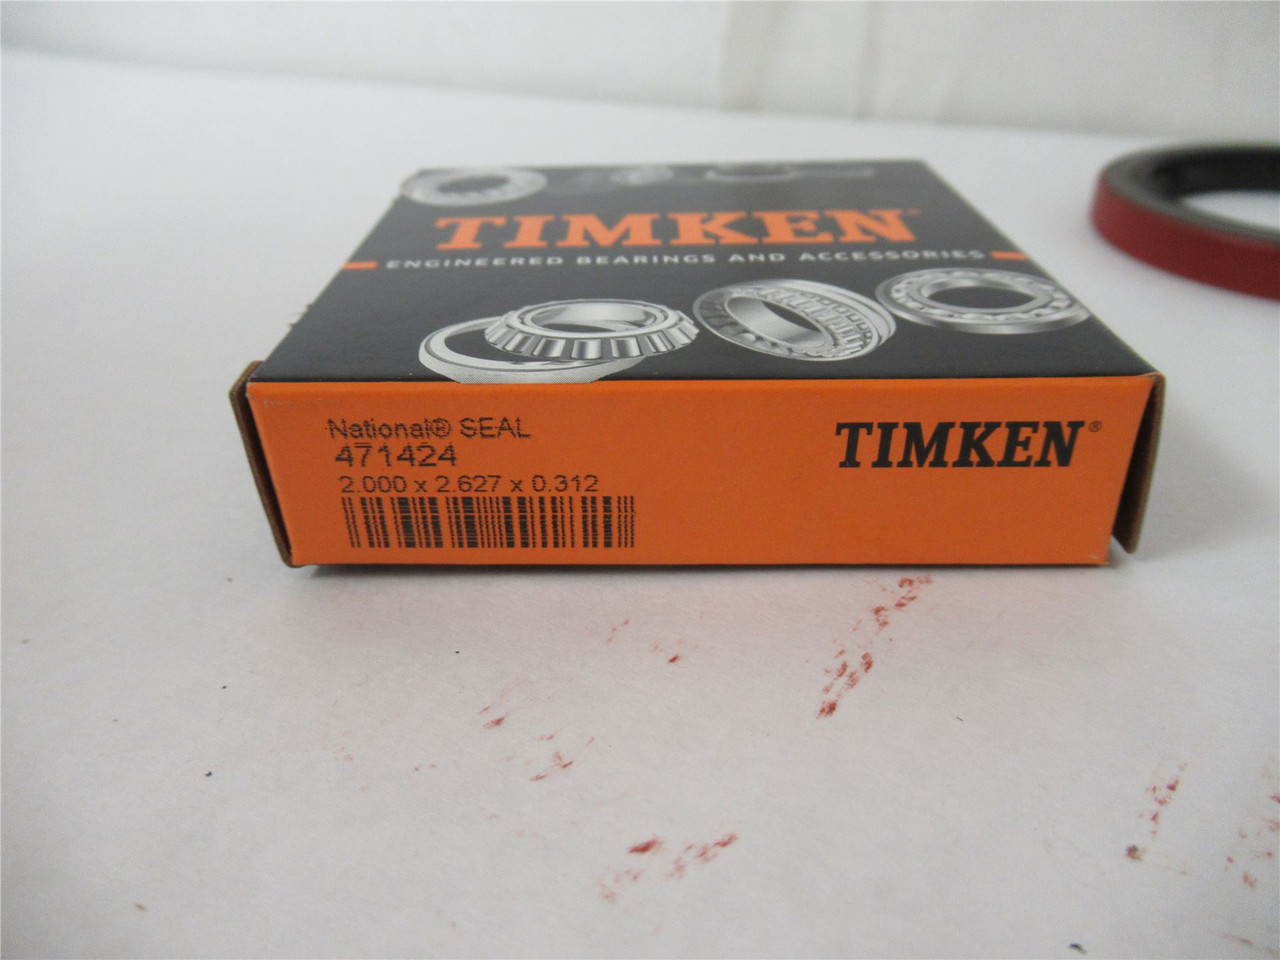 TIMKEN
ENGINEERED BEARINGS AND ACCESSORIES
National® SEAL
471424
2.000 x 2.627 x 0.312
TIMKEN®